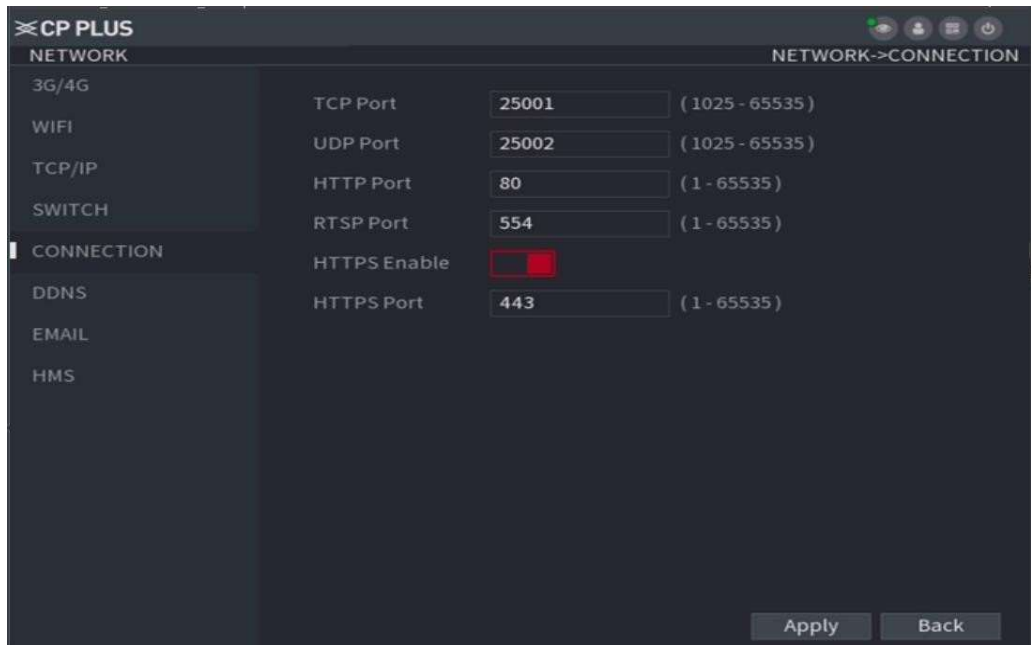 CP PLUS
NETWORK
NETWORK->CONNECTION
3G/4G
WIFI
TCP/IP
SWITCH
CONNECTION
DDNS
EMAIL
HMS
TCP Port 25001 (1025 - 65535)
UDP Port 25002 (1025 - 65535)
HTTP Port 80 (1 - 65535)
RTSP Port 554 (1 - 65535)
HTTPS Enable
HTTPS Port 443 (1 - 65535)
Apply
Back